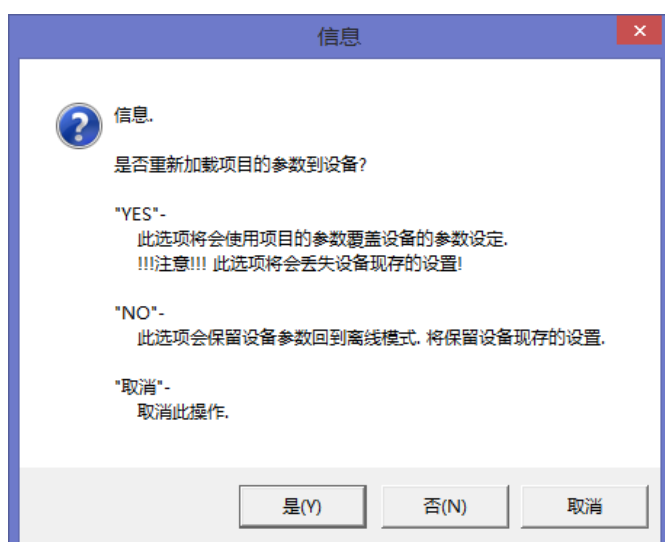 信息
信息.
是否重新加载项目的参数到设备?
"YES"-
此选项将会使用项目的参数覆盖设备的参数设定.
!!!注意!!! 此选项将会丢失设备现存的设置!
"NO"-
此选项会保留设备参数回到离线模式. 将保留设备现存的设置.
"取消"-
取消此操作.
是(Y) 否(N) 取消